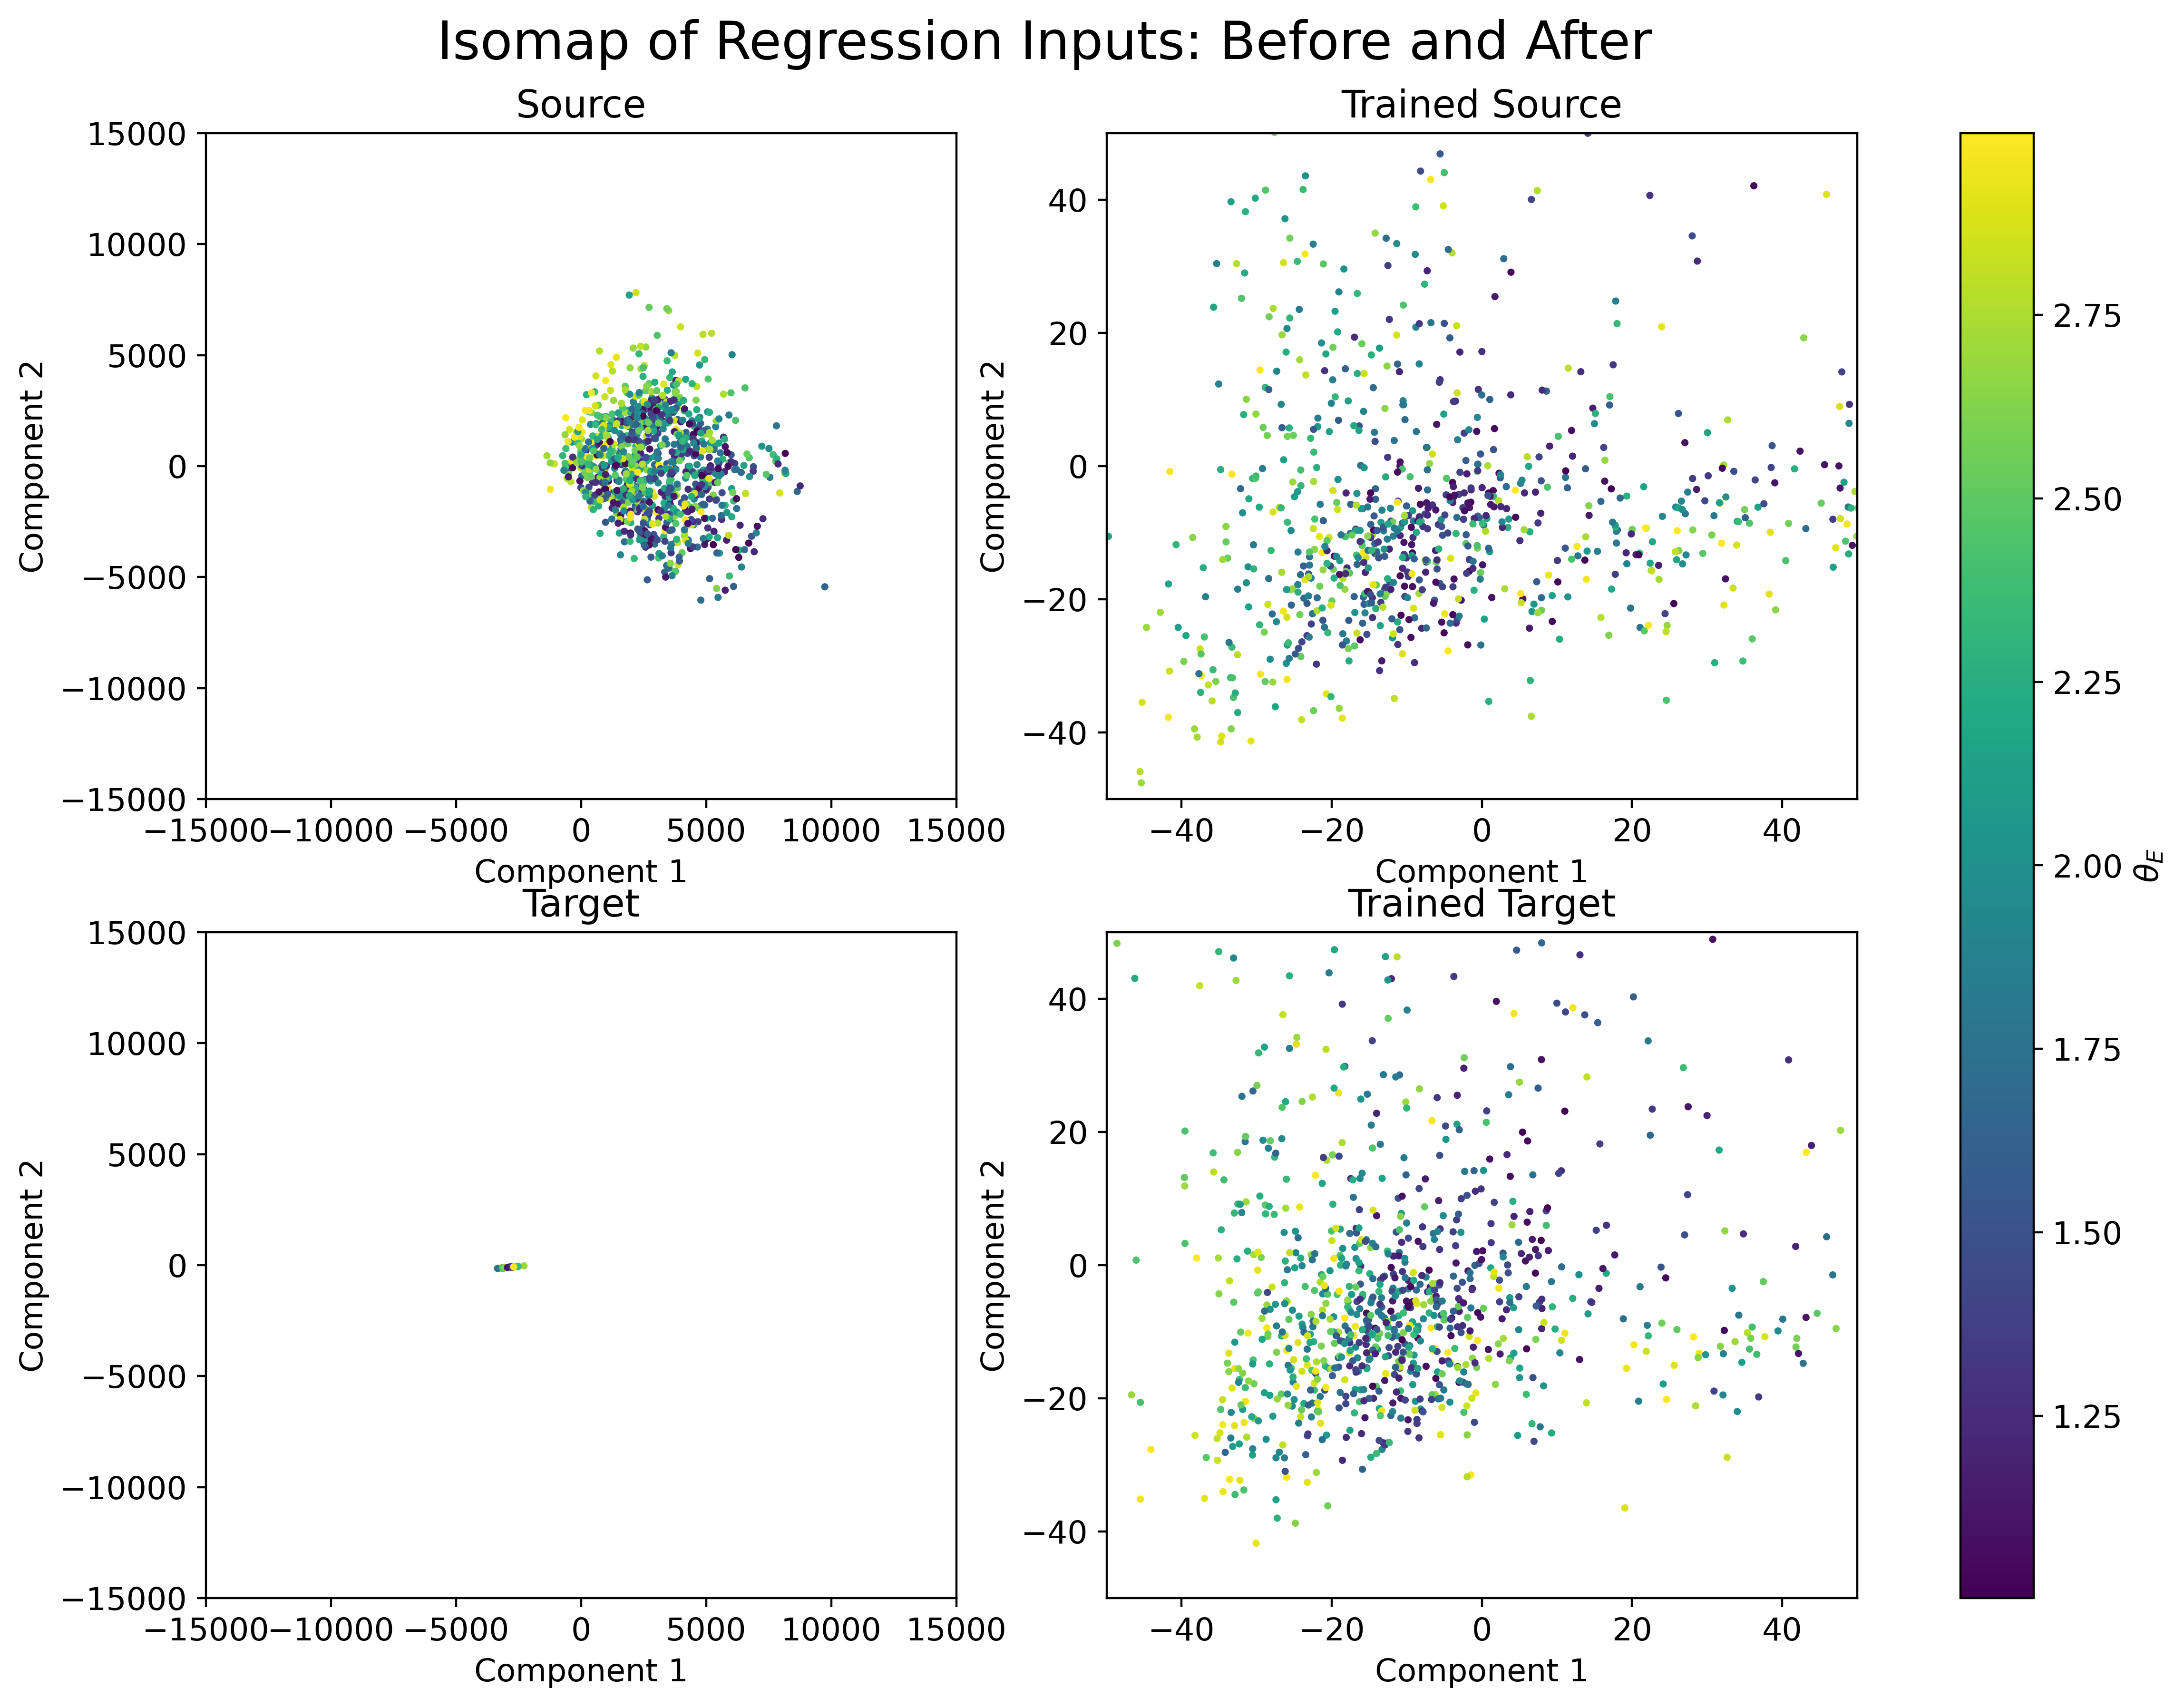 Isomap of Regression Inputs: Before and After
Source
Component 2
15000
10000
5000
0
−5000
−10000
−15000
−15000 −10000 −5000 0 5000 10000 15000
Component 1
Trained Source
Component 2
40
20
0
−20
−40
−40 −20 0 20 40
Component 1
Target
Component 2
15000
10000
5000
0
−5000
−10000
−15000
−15000 −10000 −5000 0 5000 10000 15000
Component 1
Trained Target
Component 2
40
20
0
−20
−40
−40 −20 0 20 40
Component 1
2.75
2.50
2.25
2.00
1.75
1.50
1.25
θE